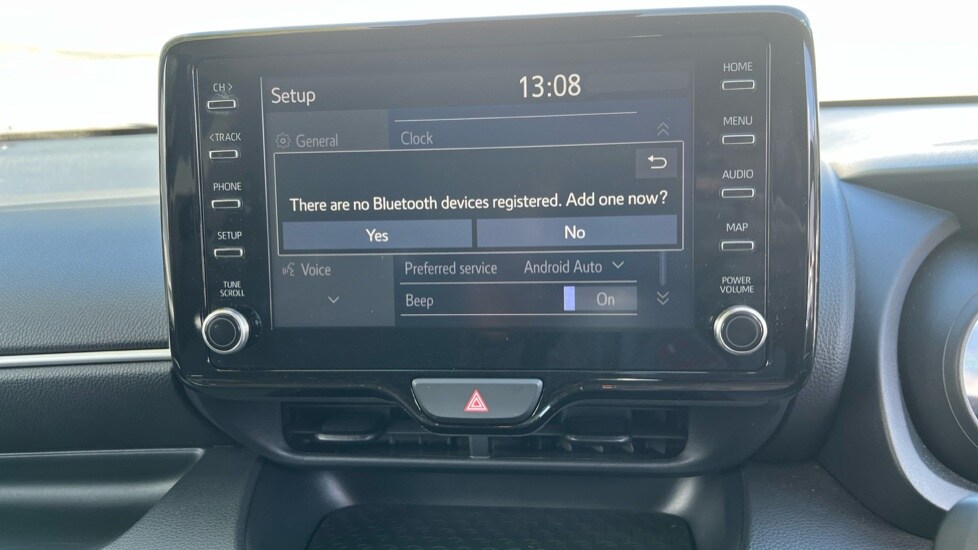 CH >
< TRACK
PHONE
SETUP
TUNE
SCROLL
Setup
13:08
General
Clock
There are no Bluetooth devices registered. Add one now?
Yes
No
Voice
Preferred service
Android Auto
Beep
On
HOME
MENU
AUDIO
MAP
POWER
VOLUME